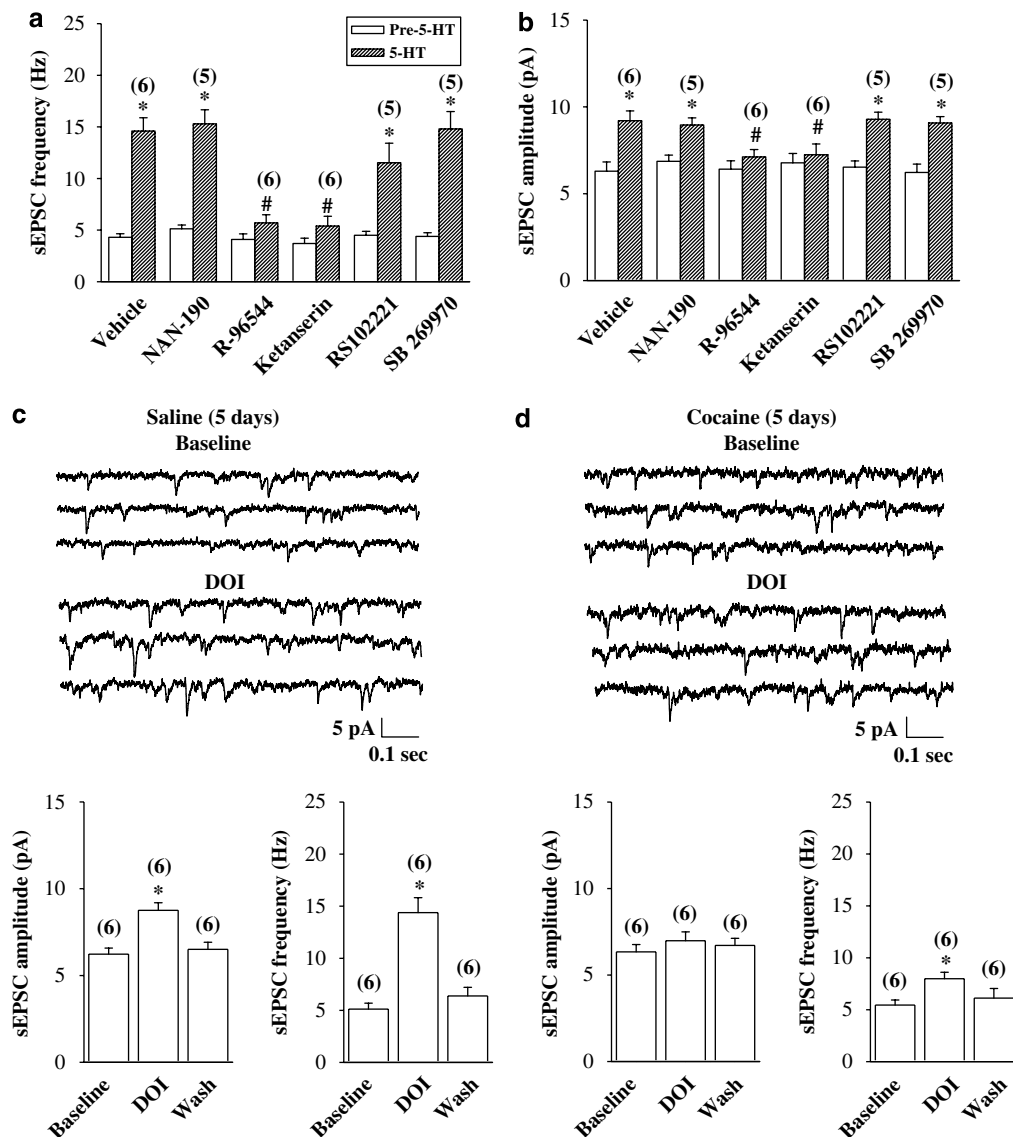 a
sEPSC frequency (Hz)
25
20
15
10
5
0
Pre-5-HT
5-HT
(6)
*
(5)
*
(6)
#
(6)
#
(5)
*
(5)
*
Vehicle
NAN-190
R-96544
Ketanserin
RS102221
SB 269970
b
sEPSC amplitude (pA)
15
10
5
0
(6)
*
(5)
*
(6)
#
(6)
#
(5)
*
(5)
*
Vehicle
NAN-190
R-96544
Ketanserin
RS102221
SB 269970
c
Saline (5 days)
Baseline
DOI
5 pA
0.1 sec
sEPSC amplitude (pA)
15
10
5
0
(6)
(6)
*
(6)
Baseline
DOI
Wash
sEPSC frequency (Hz)
25
20
15
10
5
0
(6)
(6)
*
(6)
Baseline
DOI
Wash
d
Cocaine (5 days)
Baseline
DOI
5 pA
0.1 sec
sEPSC amplitude (pA)
15
10
5
0
(6)
(6)
(6)
Baseline
DOI
Wash
sEPSC frequency (Hz)
25
20
15
10
5
0
(6)
(6)
*
(6)
Baseline
DOI
Wash